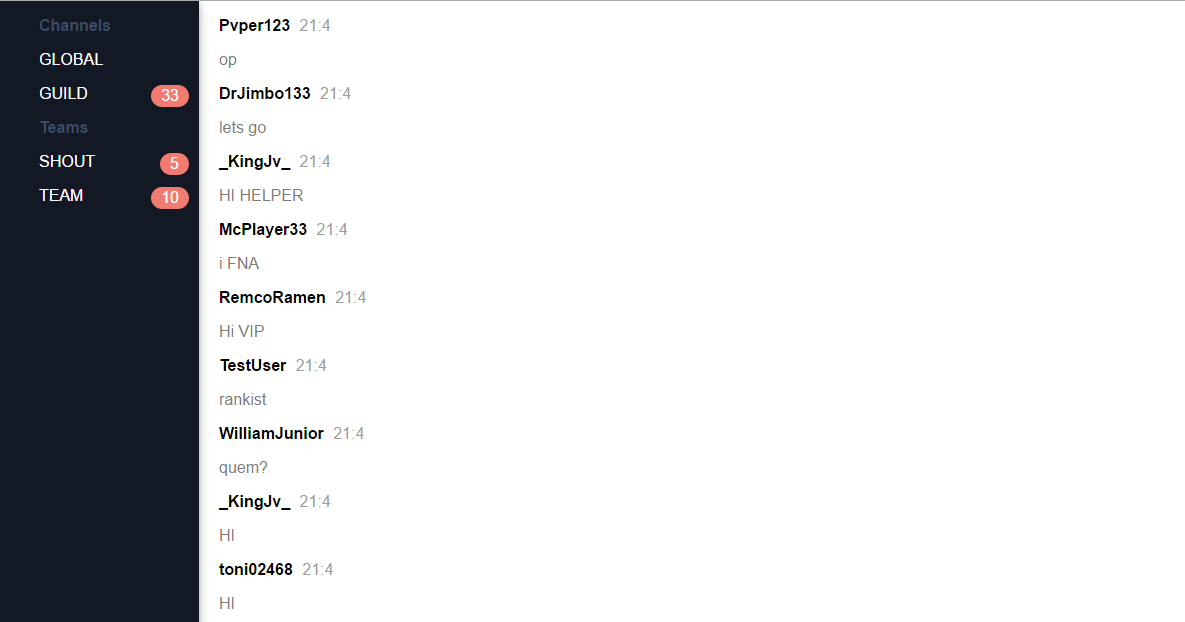 Channels
GLOBAL
GUILD 33
Teams
SHOUT 5
TEAM 10
Pvper123 21:4
op
DrJimbo133 21:4
lets go
_KingJv_ 21:4
HI HELPER
McPlayer33 21:4
i FNA
RemcoRamen 21:4
Hi VIP
TestUser 21:4
rankist
WilliamJunior 21:4
quem?
_KingJv_ 21:4
HI
toni02468 21:4
HI